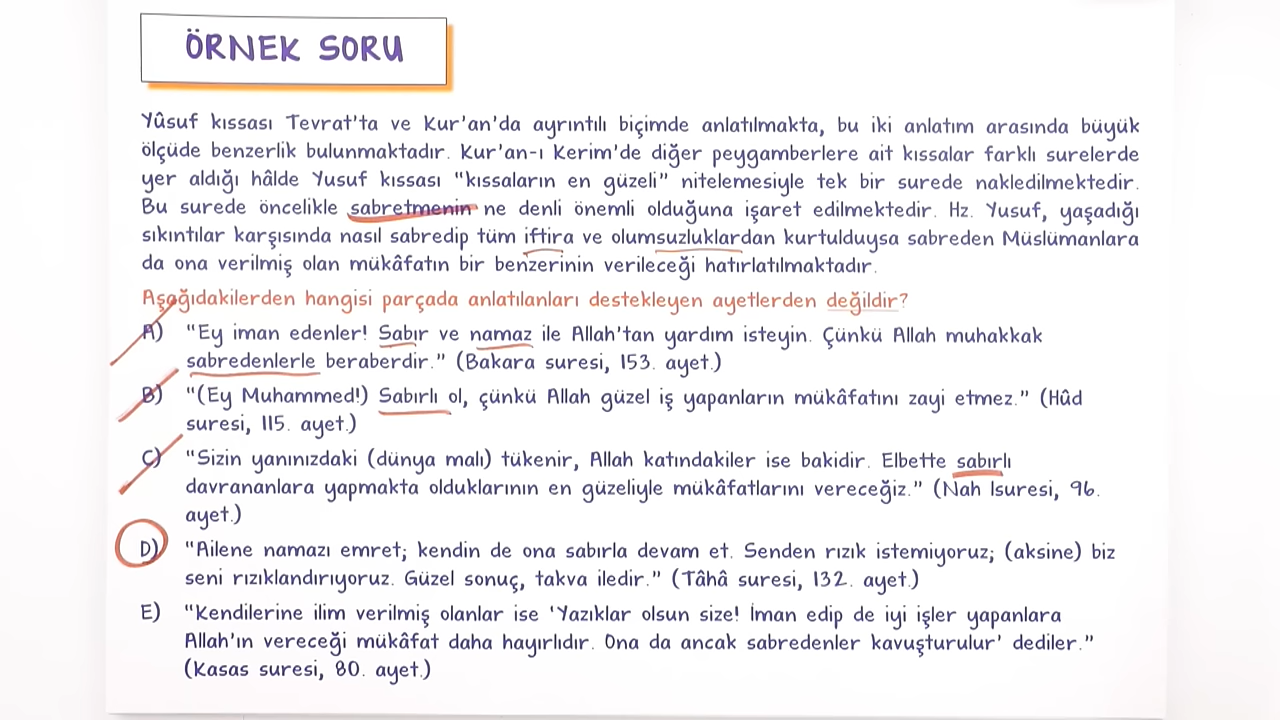 ÖRNEK SORU
Yûsuf kıssası Tevrat'ta ve Kur'an'da ayrıntılı biçimde anlatılmakta, bu iki anlatım arasında büyük
ölçüde benzerlik bulunmaktadır. Kur'an-ı Kerim'de diğer peygamberlere ait kıssalar farklı surelerde
yer aldığı hâlde Yusuf kıssası "kıssaların en güzeli" nitelemesiyle tek bir surede nakledilmektedir.
Bu surede öncelikle sabretmenin ne denli önemli olduğuna işaret edilmektedir. Hz. Yusuf, yaşadığı
sıkıntılar karşısında nasıl sabredip tüm iftira ve olumsuzluklardan kurtulduysa sabreden Müslümanlara
da ona verilmiş olan mükâfatın bir benzerinin verileceği hatırlatılmaktadır.
Aşağıdakilerden hangisi parçada anlatılanları destekleyen ayetlerden değildir?
A) "Ey iman edenler! Sabır ve namaz ile Allah'tan yardım isteyin. Çünkü Allah muhakkak
sabredenlerle beraberdir." (Bakara suresi, 153. ayet.)
B) "(Ey Muhammed!) Sabırlı ol, çünkü Allah güzel iş yapanların mükâfatını zayi etmez." (Hûd
suresi, 115. ayet.)
C) "Sizin yanınızdaki (dünya malı) tükenir, Allah katındakiler ise bakidir. Elbette sabırlı
davrananlara yapmakta olduklarının en güzeliyle mükâfatlarını vereceğiz." (Nah lsuresi, 96.
ayet.)
D) "Ailene namazı emret; kendin de ona sabırla devam et. Senden rızık istemiyoruz; (aksine) biz
seni rızıklandırıyoruz. Güzel sonuç, takva iledir." (Tâhâ suresi, 132. ayet.)
E) "Kendilerine ilim verilmiş olanlar ise 'Yazıklar olsun size! İman edip de iyi işler yapanlara
Allah'ın vereceği mükâfat daha hayırlıdır. Ona da ancak sabredenler kavuşturulur' dediler."
(Kasas suresi, 80. ayet.)